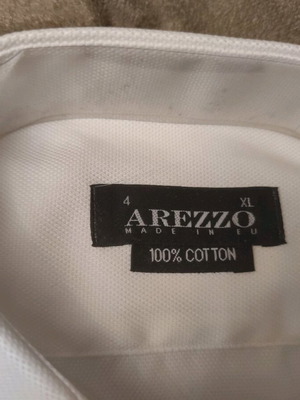 4 XL
AREZZO
MADE IN EU
100% COTTON